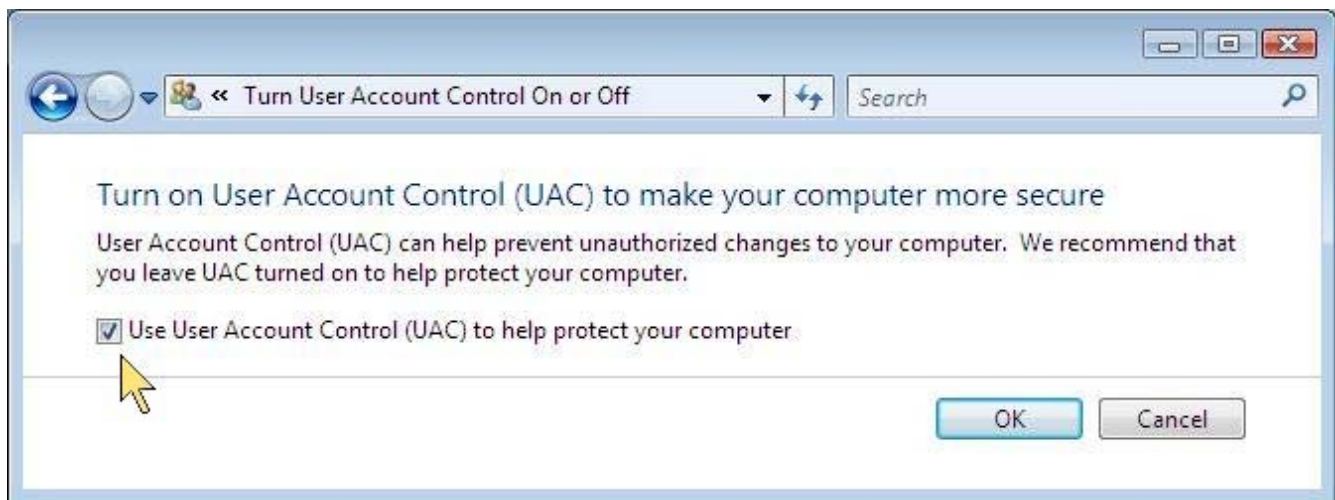 « Turn User Account Control On or Off
Search
Turn on User Account Control (UAC) to make your computer more secure
User Account Control (UAC) can help prevent unauthorized changes to your computer.  We recommend that
you leave UAC turned on to help protect your computer.
Use User Account Control (UAC) to help protect your computer
OK
Cancel